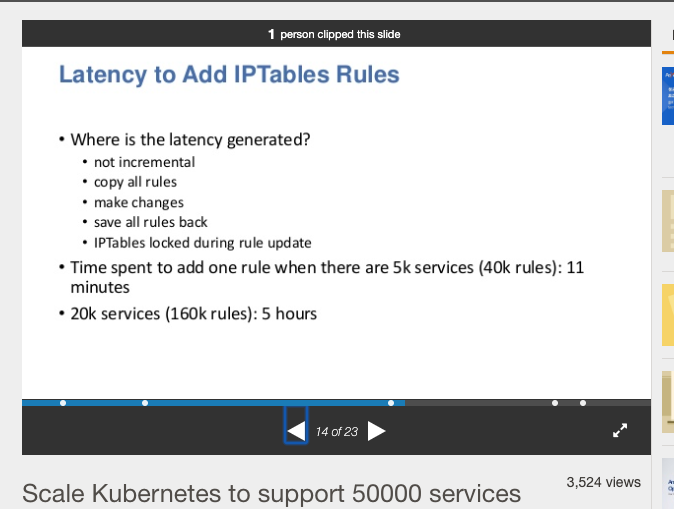 1 person clipped this slide
Latency to Add IPTables Rules
• Where is the latency generated?
• not incremental
• copy all rules
• make changes
• save all rules back
• IPTables locked during rule update
• Time spent to add one rule when there are 5k services (40k rules): 11
minutes
• 20k services (160k rules): 5 hours
14 of 23
Scale Kubernetes to support 50000 services
3,524 views